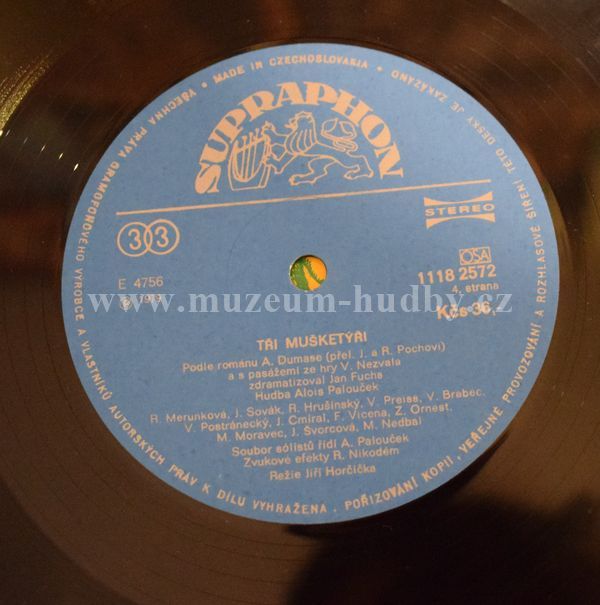 VŠECHNA PRÁVA GRAMOFONOVÉHO VÝROBCE A VLASTNÍKŮ AUTORSKÝCH PRÁV K DÍLU VYHRAŽENA. POŘIZOVÁNÍ KOPIÍ, VEŘEJNÉ PROVOZOVÁNÍ A ROZHLASOVÉ ŠÍŘENÍ TÉTO DESKY JE ZAKÁZÁNO • MADE IN CZECHOSLOVAKIA •
SUPRAPHON
33
STEREO
OSA
E 4756
1118 2572
4. strana
Kčs 36,
www.muzeum-hudby.cz
TŘI MUŠKETÝŘI
Podle románu A. Dumase (přel. J. a R. Pochovi)
a s pasážemi ze hry V. Nezvala
zdramatizoval Jan Fuchs
Hudba Alois Palouček
R. Merunková, J. Sovák, R. Hrušínský, V. Preiss, V. Brabec,
V. Postránecký, J. Cmíral, F. Vicena, Z. Ornest,
M. Moravec, J. Švorcová, M. Nedbal
Soubor sólistů řídí A. Palouček
Zvukové efekty R. Nikodém
Režie Jiří Horčička